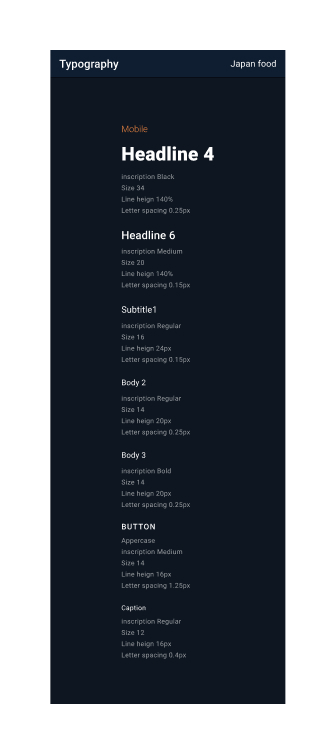 Typography
Japan food
Mobile
Headline 4
inscription Black
Size 34
Line heign 140%
Letter spacing 0.25px
Headline 6
inscription Medium
Size 20
Line heign 140%
Letter spacing 0.15px
Subtitle1
inscription Regular
Size 16
Line heign 24px
Letter spacing 0.15px
Body 2
inscription Regular
Size 14
Line heign 20px
Letter spacing 0.25px
Body 3
inscription Bold
Size 14
Line heign 20px
Letter spacing 0.25px
BUTTON
Appercase
inscription Medium
Size 14
Line heign 16px
Letter spacing 1.25px
Caption
inscription Regular
Size 12
Line heign 16px
Letter spacing 0.4px